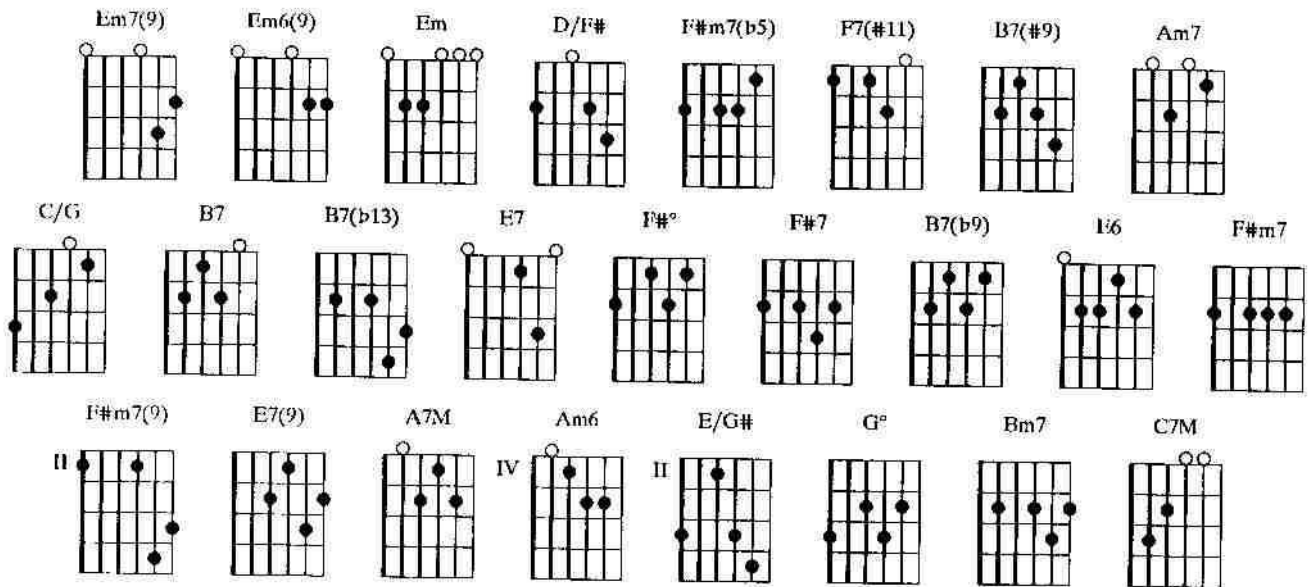 Em7(9) Em6(9) Em D/F# F#m7(b5) F7(#11) B7(#9) Am7
C/G B7 B7(b13) E7 F#° F#7 B7(b9) E6 F#m7
F#m7(9) E7(9) A7M Am6 E/G# G° Bm7 C7M
II IV II